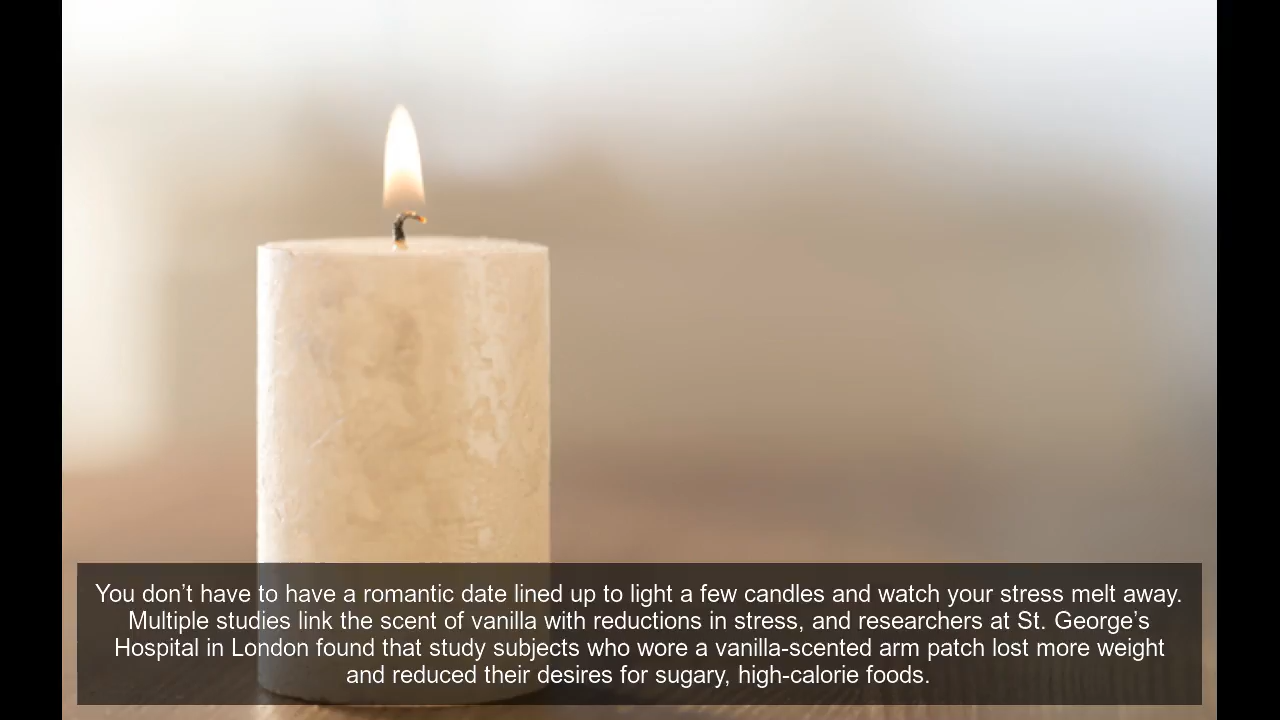 You don’t have to have a romantic date lined up to light a few candles and watch your stress melt away.
Multiple studies link the scent of vanilla with reductions in stress, and researchers at St. George’s
Hospital in London found that study subjects who wore a vanilla-scented arm patch lost more weight
and reduced their desires for sugary, high-calorie foods.